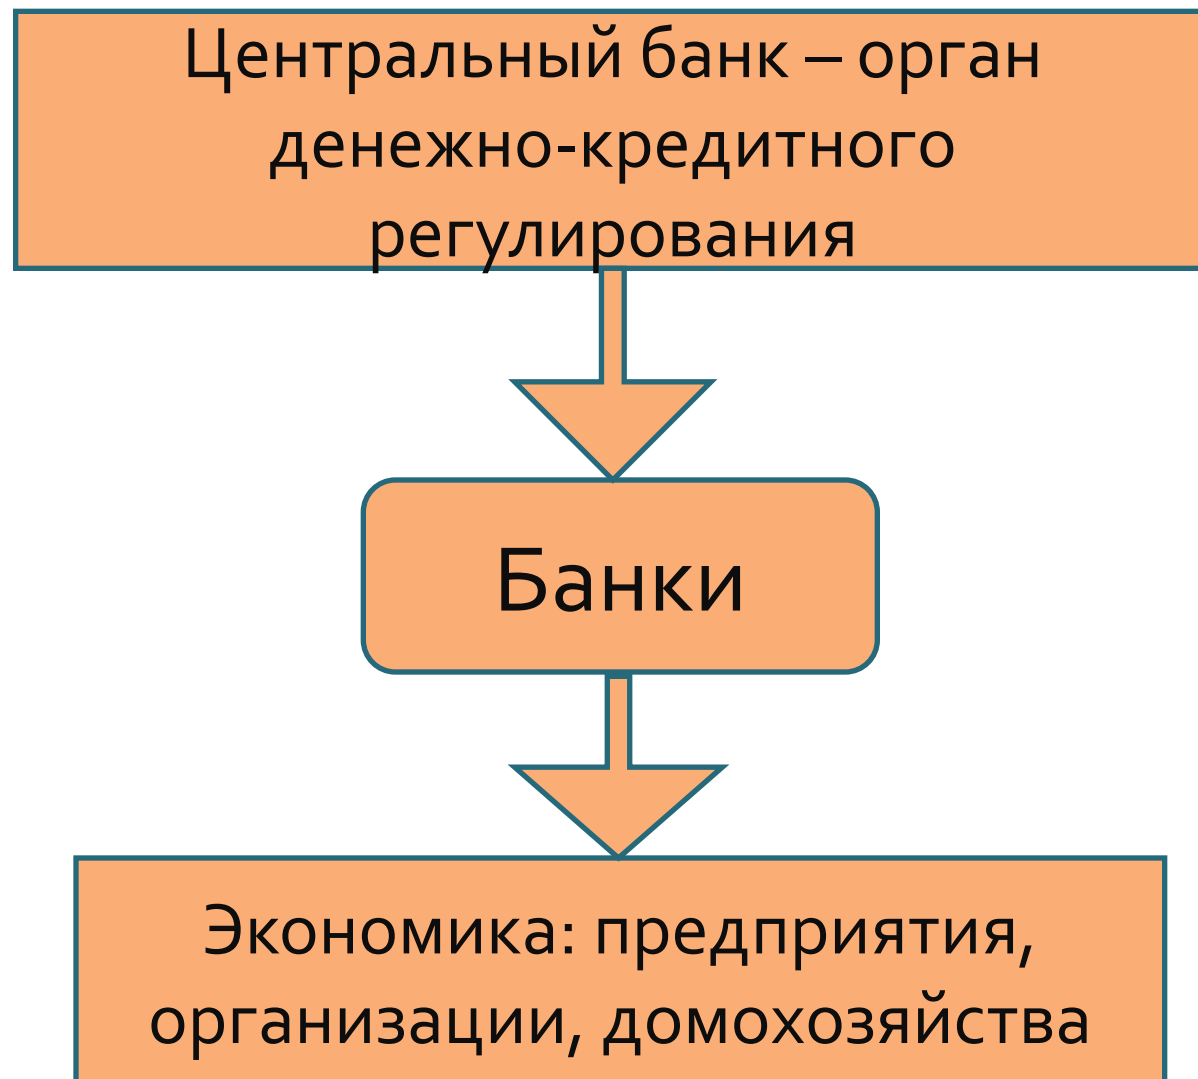 Центральный банк – орган
денежно-кредитного
регулирования
Банки
Экономика: предприятия,
организации, домохозяйства